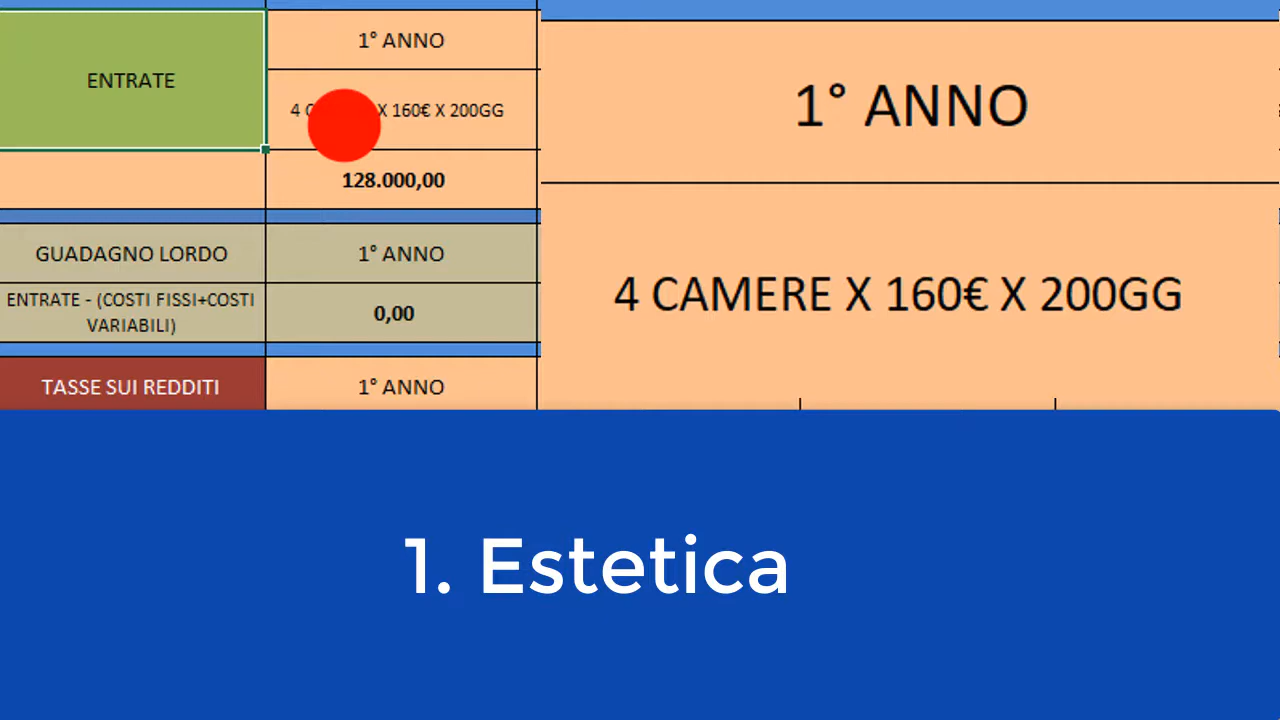 ENTRATE
1° ANNO
4 X 160€ X 200GG
128.000,00
GUADAGNO LORDO
1° ANNO
ENTRATE - (COSTI FISSI+COSTI
VARIABILI)
0,00
TASSE SUI REDDITI
1° ANNO
1° ANNO
4 CAMERE X 160€ X 200GG
1. Estetica